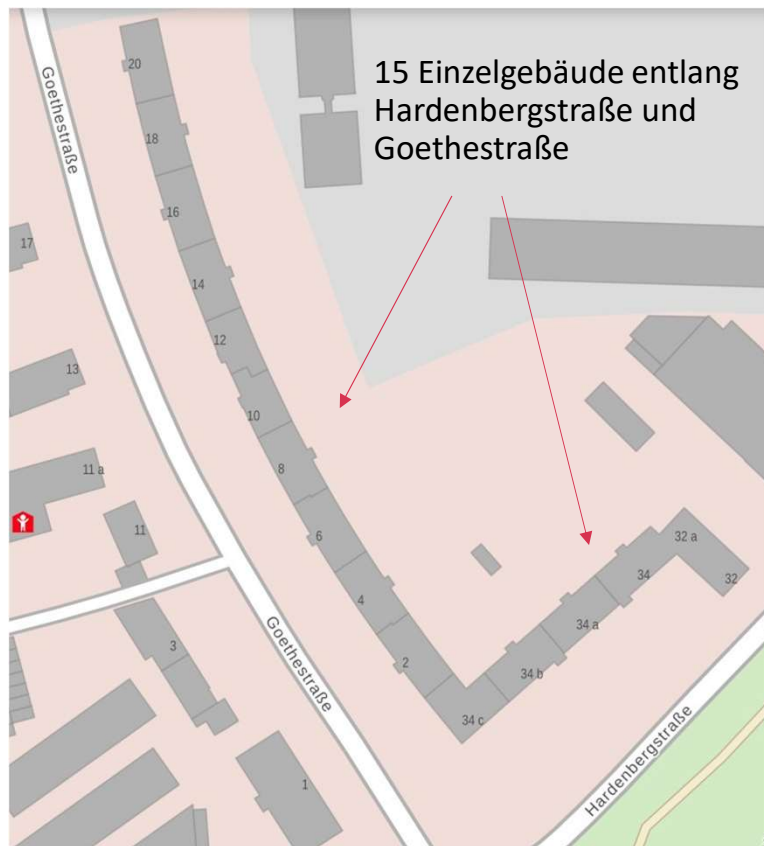 15 Einzelgebäude entlang
Hardenbergstraße und
Goethestraße
Goethestraße
20
18
16
17
14
12
13
10
8
11 a
6
11
32 a
34
32
4
34 a
3
Goethestraße
2
34 b
34 c
1
Hardenbergstraße